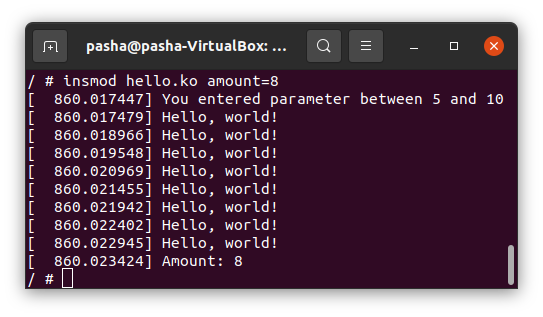 pasha@pasha-VirtualBox: ...
/ # insmod hello.ko amount=8
[  860.017447] You entered parameter between 5 and 10
[  860.017479] Hello, world!
[  860.018966] Hello, world!
[  860.019548] Hello, world!
[  860.020969] Hello, world!
[  860.021455] Hello, world!
[  860.021942] Hello, world!
[  860.022402] Hello, world!
[  860.022945] Hello, world!
[  860.023424] Amount: 8
/ #